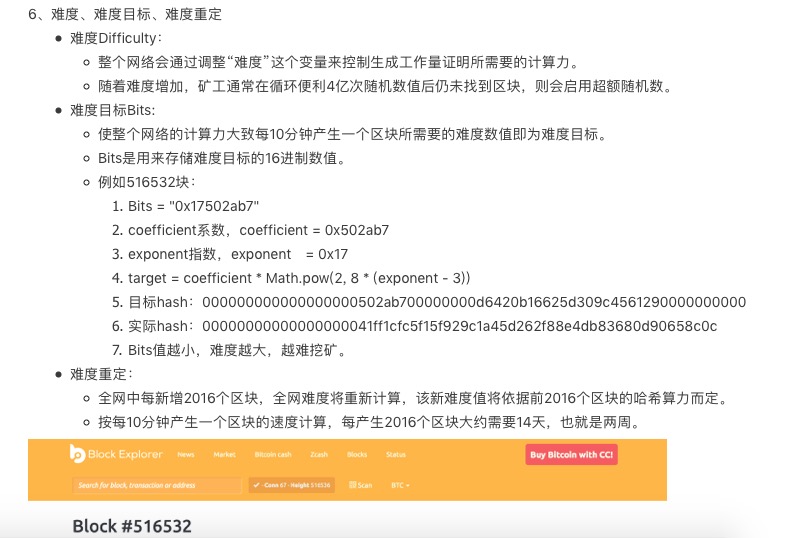 6、难度、难度目标、难度重定
难度Difficulty：
整个网络会通过调整“难度”这个变量来控制生成工作量证明所需要的计算力。
随着难度增加，矿工通常在循环便利4亿次随机数值后仍未找到区块，则会启用超额随机数。
难度目标Bits:
使整个网络的计算力大致每10分钟产生一个区块所需要的难度数值即为难度目标。
Bits是用来存储难度目标的16进制数值。
例如516532块：
1. Bits = "0x17502ab7"
2. coefficient系数，coefficient = 0x502ab7
3. exponent指数，exponent = 0x17
4. target = coefficient * Math.pow(2, 8 * (exponent - 3))
5. 目标hash：000000000000000000502ab700000000d6420b16625d309c4561290000000000
6. 实际hash：00000000000000000041ff1cfc5f15f929c1a45d262f88e4db83680d90658c0c
7. Bits值越小，难度越大，越难挖矿。
难度重定：
全网中每新增2016个区块，全网难度将重新计算，该新难度值将依据前2016个区块的哈希算力而定。
按每10分钟产生一个区块的速度计算，每产生2016个区块大约需要14天，也就是两周。
Block Explorer News Market Bitcoin cash Zcash Blocks Status Buy Bitcoin with CC!
Search for block, transaction or address Conn 67 · Height 516536 Scan BTC
Block #516532